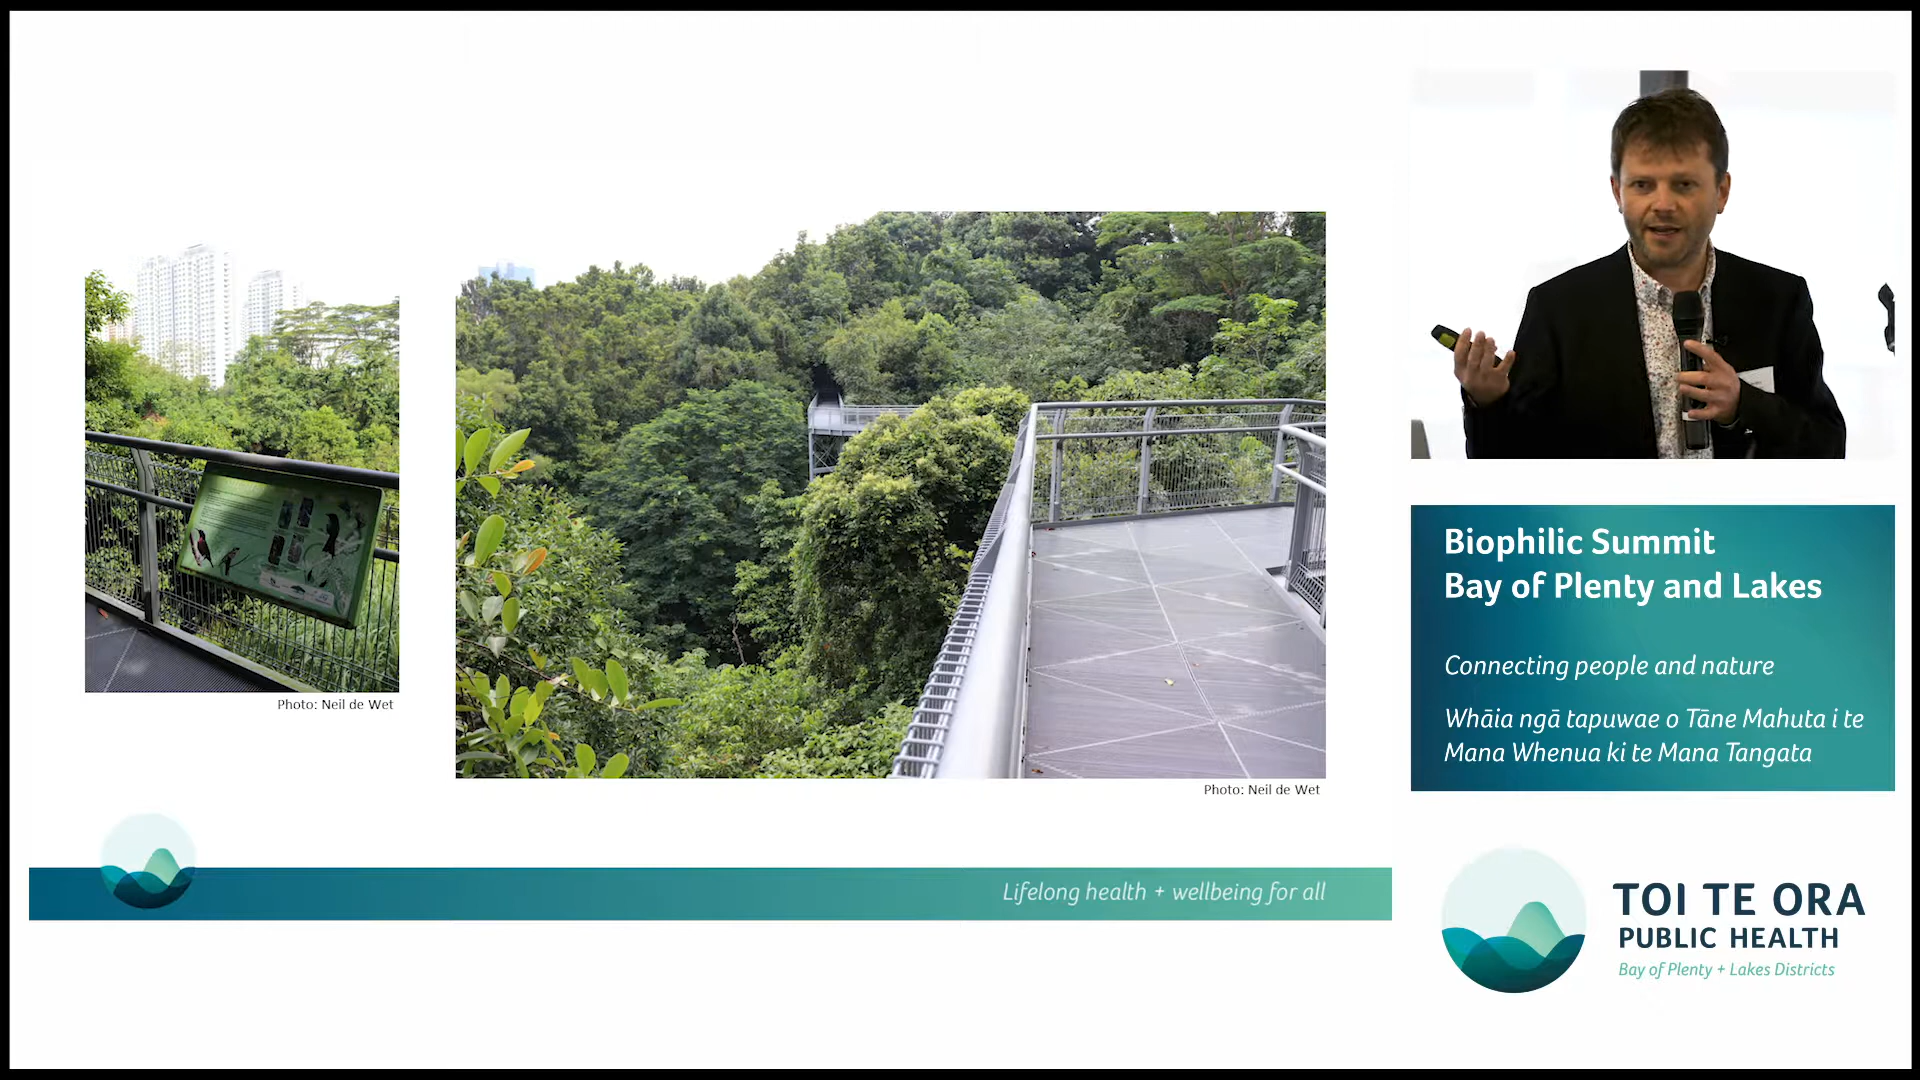 Photo: Neil de Wet
Photo: Neil de Wet
Lifelong health + wellbeing for all
Biophilic Summit
Bay of Plenty and Lakes
Connecting people and nature
Whāia ngā tapuwae o Tāne Mahuta i te
Mana Whenua ki te Mana Tangata
TOI TE ORA
PUBLIC HEALTH
Bay of Plenty + Lakes Districts